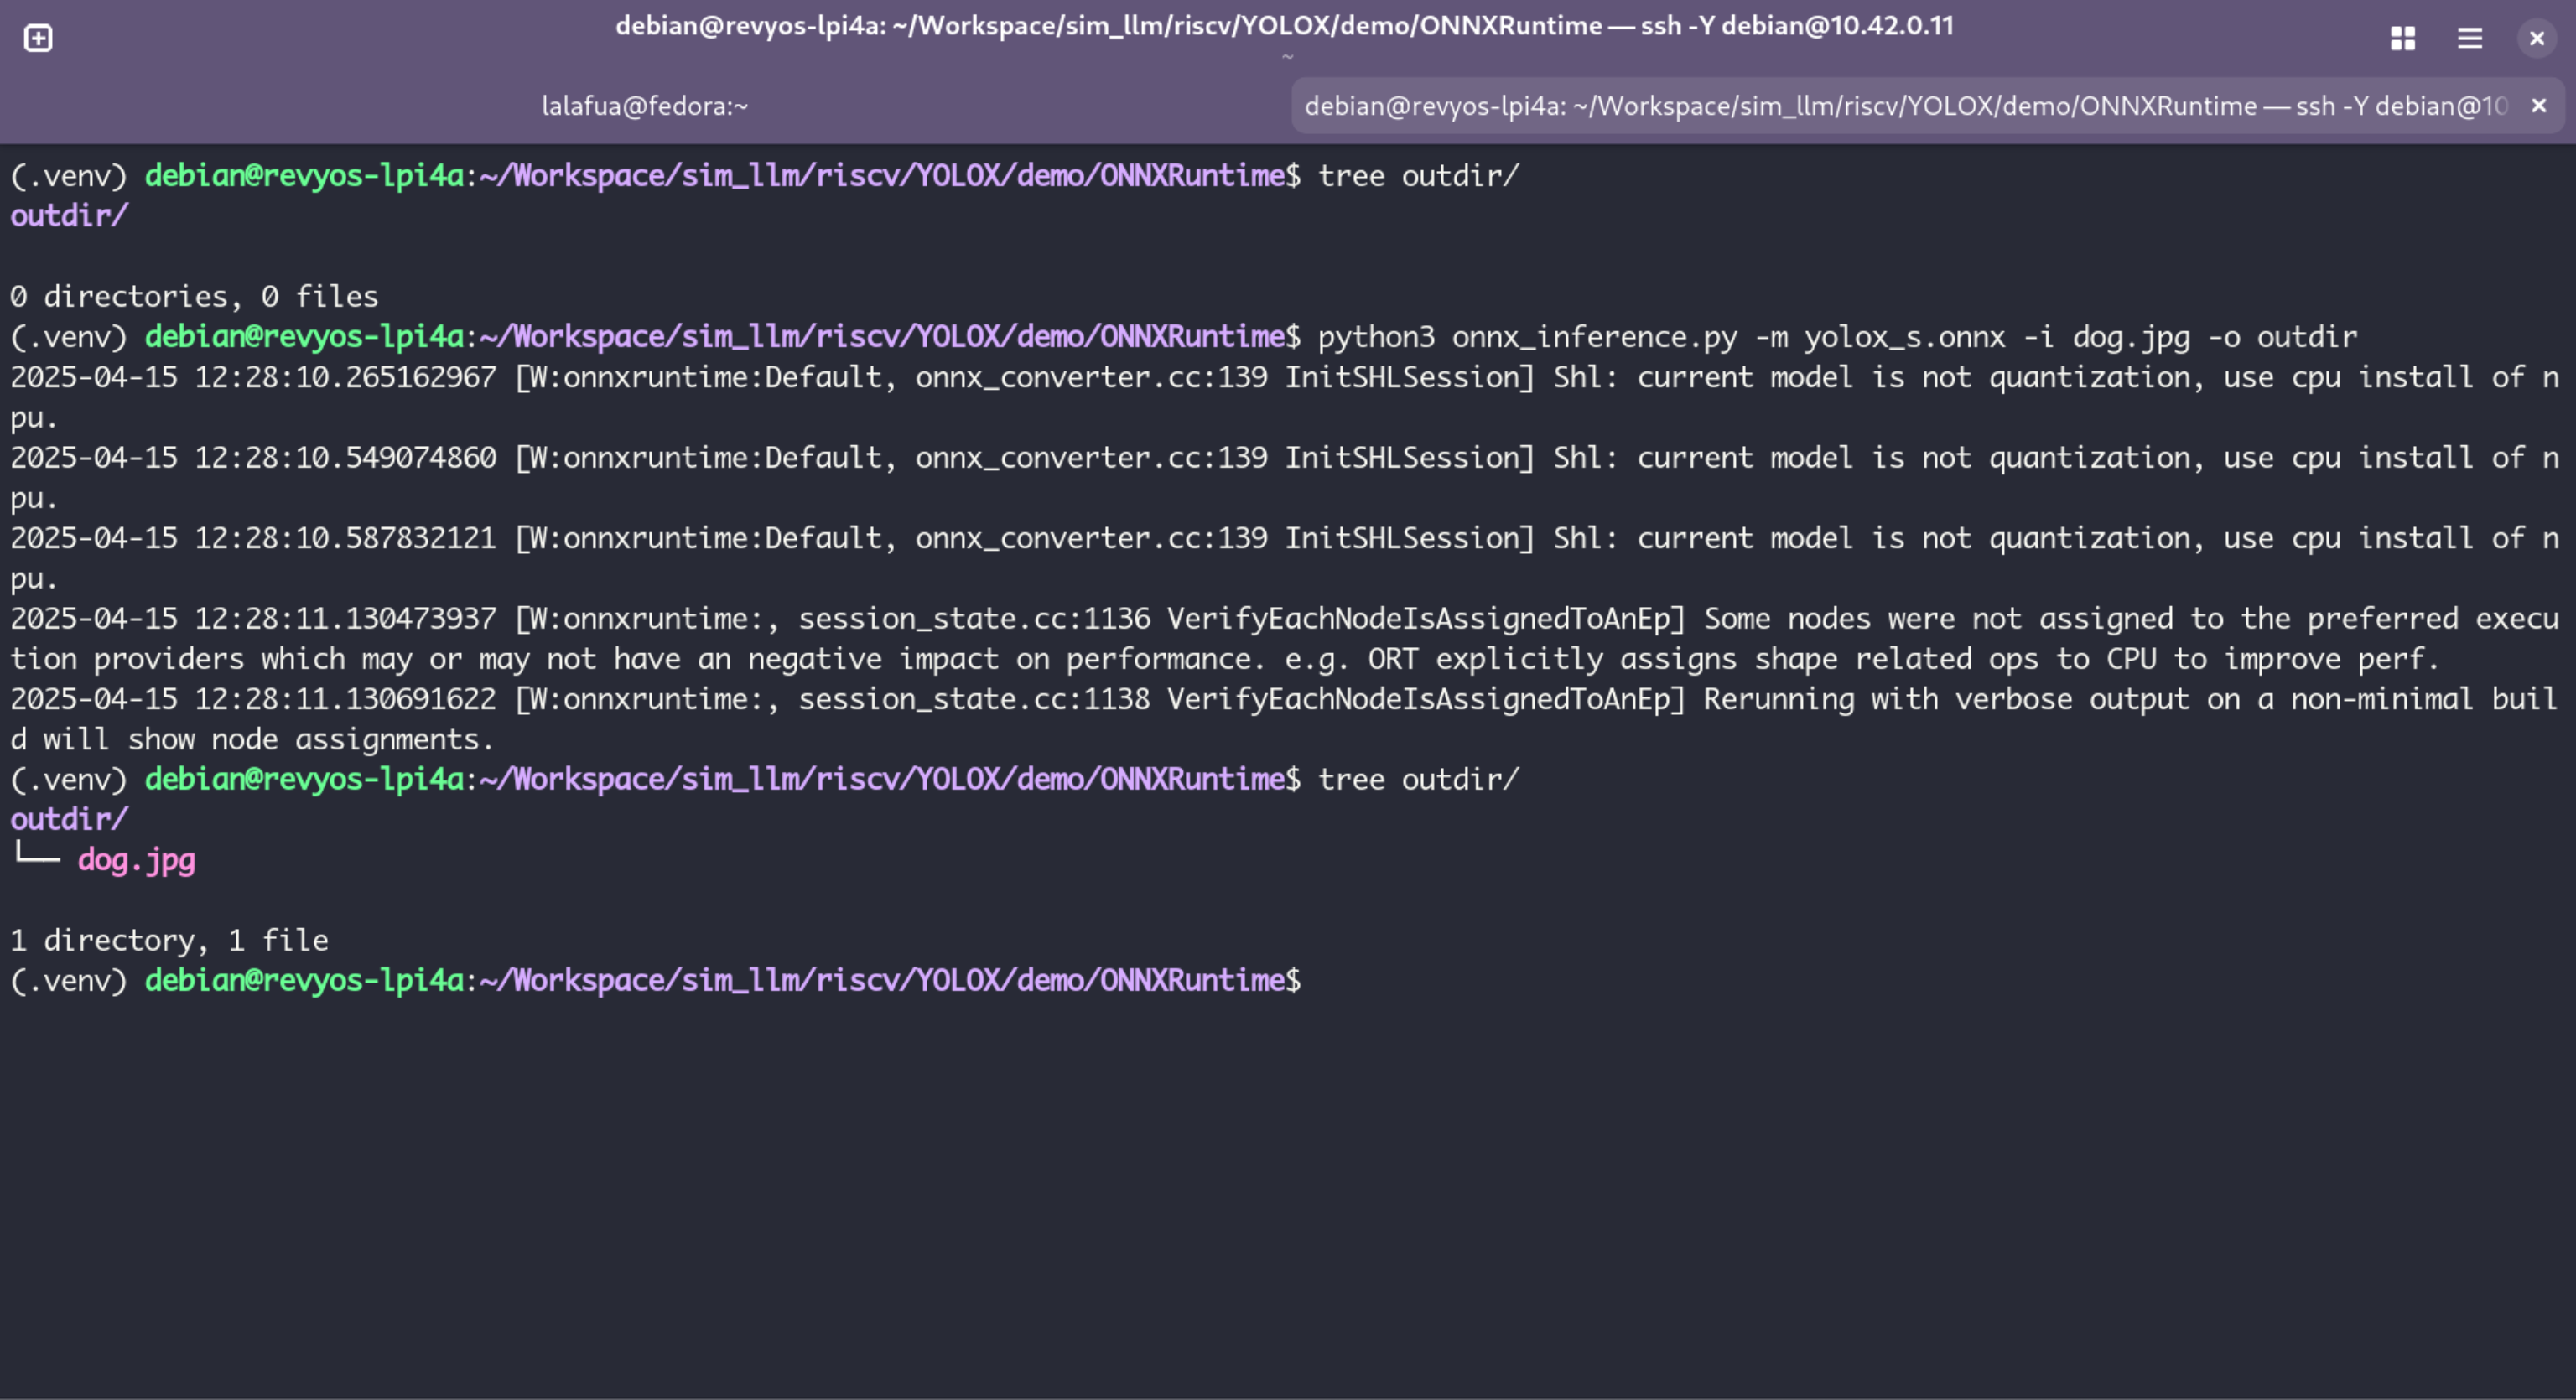 debian@revyos-lpi4a: ~/Workspace/sim_llm/riscv/YOLOX/demo/ONNXRuntime — ssh -Y debian@10.42.0.11
~
lalafua@fedora:~
debian@revyos-lpi4a: ~/Workspace/sim_llm/riscv/YOLOX/demo/ONNXRuntime — ssh -Y debian@10
(.venv) debian@revyos-lpi4a:~/Workspace/sim_llm/riscv/YOLOX/demo/ONNXRuntime$ tree outdir/
outdir/
0 directories, 0 files
(.venv) debian@revyos-lpi4a:~/Workspace/sim_llm/riscv/YOLOX/demo/ONNXRuntime$ python3 onnx_inference.py -m yolox_s.onnx -i dog.jpg -o outdir
2025-04-15 12:28:10.265162967 [W:onnxruntime:Default, onnx_converter.cc:139 InitSHLSession] Shl: current model is not quantization, use cpu install of n
pu.
2025-04-15 12:28:10.549074860 [W:onnxruntime:Default, onnx_converter.cc:139 InitSHLSession] Shl: current model is not quantization, use cpu install of n
pu.
2025-04-15 12:28:10.587832121 [W:onnxruntime:Default, onnx_converter.cc:139 InitSHLSession] Shl: current model is not quantization, use cpu install of n
pu.
2025-04-15 12:28:11.130473937 [W:onnxruntime:, session_state.cc:1136 VerifyEachNodeIsAssignedToAnEp] Some nodes were not assigned to the preferred execu
tion providers which may or may not have an negative impact on performance. e.g. ORT explicitly assigns shape related ops to CPU to improve perf.
2025-04-15 12:28:11.130691622 [W:onnxruntime:, session_state.cc:1138 VerifyEachNodeIsAssignedToAnEp] Rerunning with verbose output on a non-minimal buil
d will show node assignments.
(.venv) debian@revyos-lpi4a:~/Workspace/sim_llm/riscv/YOLOX/demo/ONNXRuntime$ tree outdir/
outdir/
└── dog.jpg
1 directory, 1 file
(.venv) debian@revyos-lpi4a:~/Workspace/sim_llm/riscv/YOLOX/demo/ONNXRuntime$